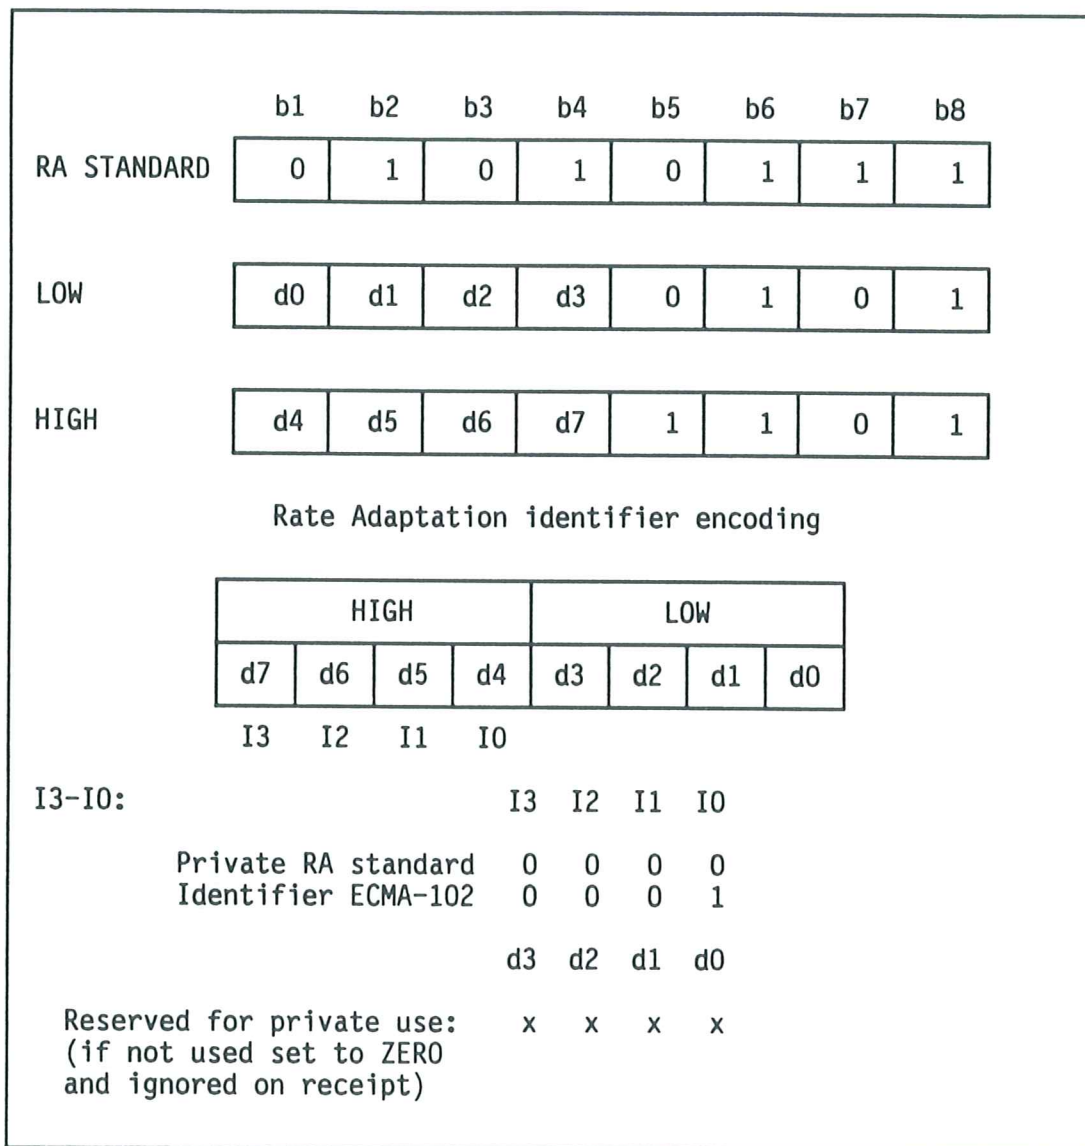 b1 b2 b3 b4 b5 b6 b7 b8
RA STANDARD 0 1 0 1 0 1 1 1
LOW d0 d1 d2 d3 0 1 0 1
HIGH d4 d5 d6 d7 1 1 0 1
Rate Adaptation identifier encoding
HIGH LOW
d7 d6 d5 d4 d3 d2 d1 d0
I3 I2 I1 I0
I3-I0: I3 I2 I1 I0
Private RA standard 0 0 0 0
Identifier ECMA-102 0 0 0 1
d3 d2 d1 d0
Reserved for private use: x x x x
(if not used set to ZERO
and ignored on receipt)